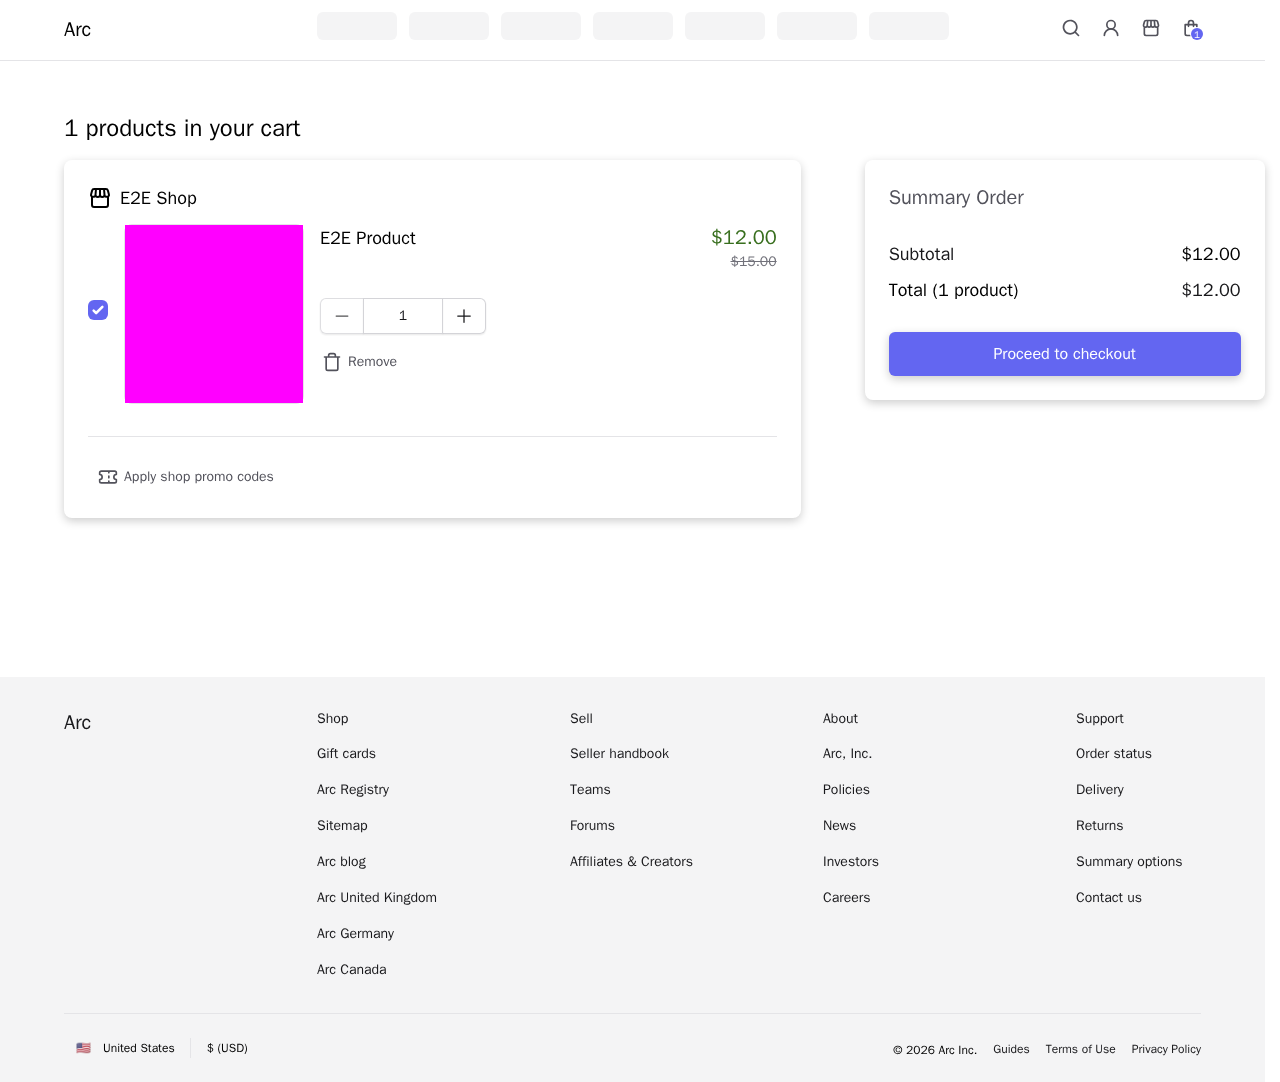 Arc
1
1 products in your cart
E2E Shop
E2E Product
$12.00
$15.00
1
Remove
Apply shop promo codes
Summary Order
Subtotal $12.00
Total (1 product) $12.00
Proceed to checkout
Arc
Shop
Gift cards
Arc Registry
Sitemap
Arc blog
Arc United Kingdom
Arc Germany
Arc Canada
Sell
Seller handbook
Teams
Forums
Affiliates & Creators
About
Arc, Inc.
Policies
News
Investors
Careers
Support
Order status
Delivery
Returns
Summary options
Contact us
United States $ (USD)
© 2026 Arc Inc. Guides Terms of Use Privacy Policy